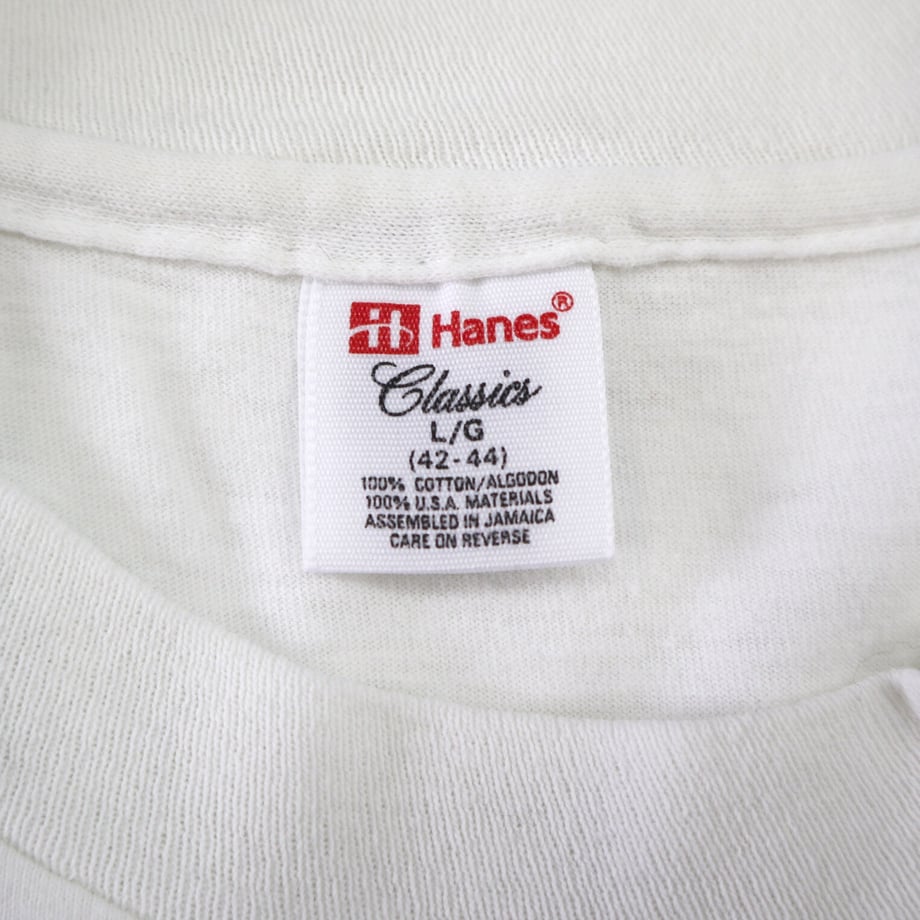 Hanes®
Classics
L/G
(42-44)
100% COTTON/ALGODON
100% U.S.A. MATERIALS
ASSEMBLED IN JAMAICA
CARE ON REVERSE